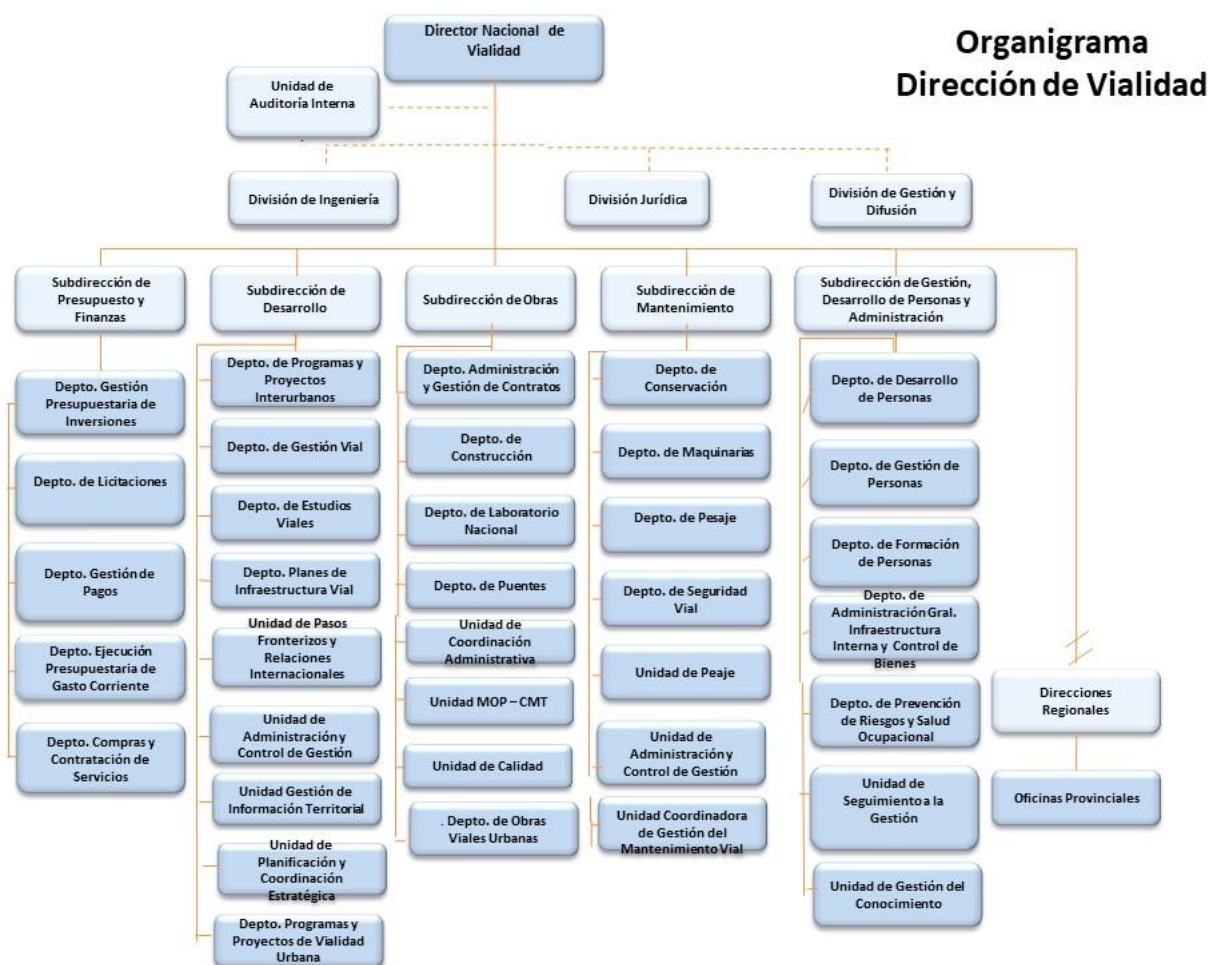 Organigrama
Dirección de Vialidad
Director Nacional de
Vialidad
Unidad de
Auditoría Interna
.
División de Ingeniería
División Jurídica
División de Gestión y
Difusión
Subdirección de
Presupuesto y
Finanzas
Depto. Gestión
Presupuestaria de
Inversiones
Depto. de Licitaciones
Depto. Gestión de
Pagos
Depto. Ejecución
Presupuestaria de
Gasto Corriente
Depto. Compras y
Contratación de
Servicios
Subdirección de
Desarrollo
Depto. de Programas y
Proyectos
Interurbanos
Depto. de Gestión Vial
Depto. de Estudios
Viales
Depto. Planes de
Infraestructura Vial
Unidad de Pasos
Fronterizos y
Relaciones
Internacionales
Unidad de
Administración y
Control de Gestión
Unidad Gestión de
Información Territorial
Unidad de
Planificación y
Coordinación
Estratégica
Depto. Programas y
Proyectos de Vialidad
Urbana
Subdirección de Obras
Depto. Administración
y Gestión de Contratos
Depto. de
Construcción
Depto. de Laboratorio
Nacional
Depto. de Puentes
Unidad de
Coordinación
Administrativa
Unidad MOP – CMT
Unidad de Calidad
. Depto. de Obras
Viales Urbanas
Subdirección de
Mantenimiento
Depto. de
Conservación
Depto. de Maquinarias
Depto. de Pesaje
Depto. de Seguridad
Vial
Unidad de Peaje
Unidad de
Administración y
Control de Gestión
Unidad Coordinadora
de Gestión del
Mantenimiento Vial
Subdirección de Gestión,
Desarrollo de Personas y
Administración
Depto. de Desarrollo
de Personas
Depto. de Gestión de
Personas
Depto. de Formación
de Personas
Depto. de
Administración Gral.
Infraestructura
Interna y Control de
Bienes
Depto. de Prevención
de Riesgos y Salud
Ocupacional
Unidad de
Seguimiento a la
Gestión
Unidad de Gestión del
Conocimiento
Direcciones
Regionales
Oficinas Provinciales